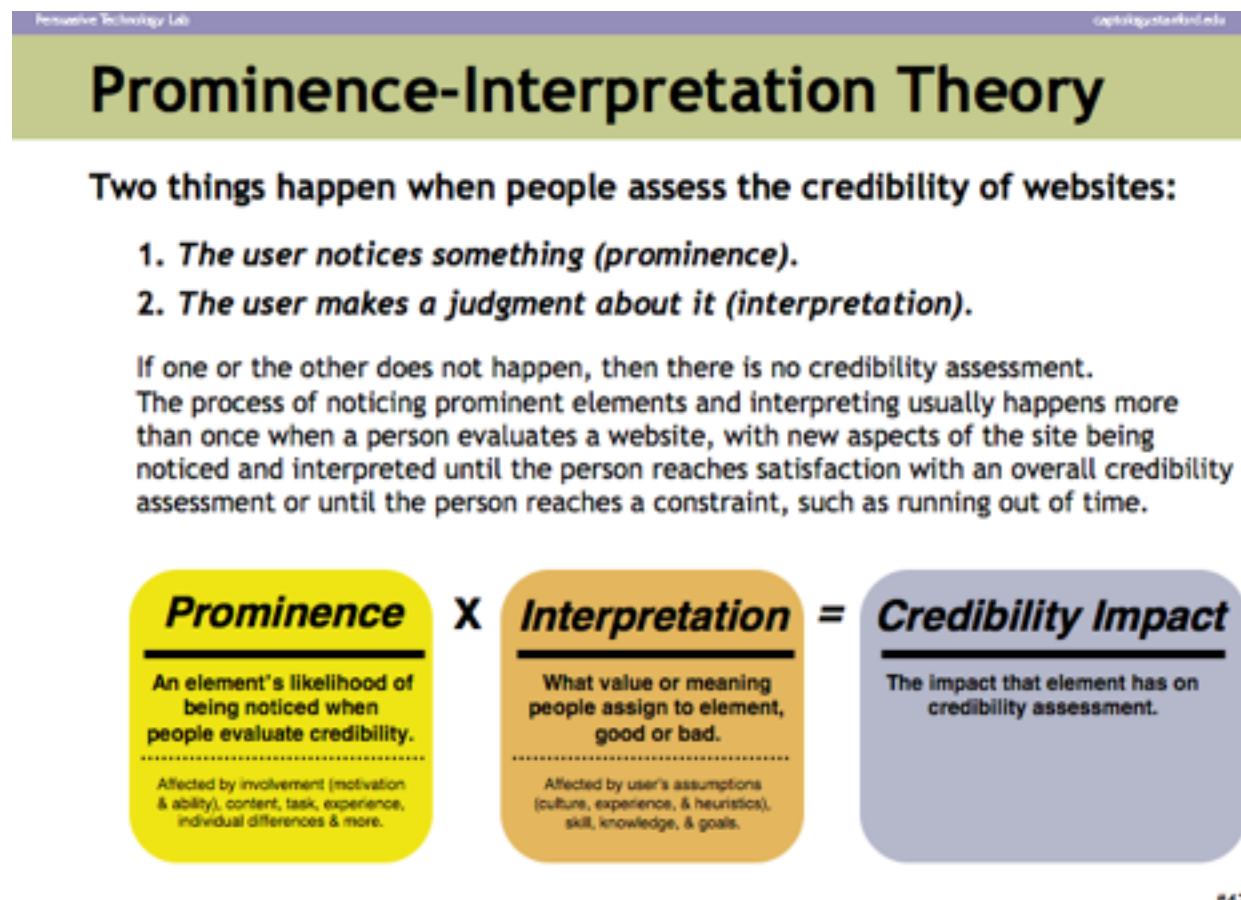 Persuasive Technology Lab
captology.stanford.edu
Prominence-Interpretation Theory
Two things happen when people assess the credibility of websites:
1. The user notices something (prominence).
2. The user makes a judgment about it (interpretation).
If one or the other does not happen, then there is no credibility assessment.
The process of noticing prominent elements and interpreting usually happens more
than once when a person evaluates a website, with new aspects of the site being
noticed and interpreted until the person reaches satisfaction with an overall credibility
assessment or until the person reaches a constraint, such as running out of time.
Prominence X Interpretation = Credibility Impact
An element's likelihood of
being noticed when
people evaluate credibility.
Affected by involvement (motivation
& ability), content, task, experience,
individual differences & more.
What value or meaning
people assign to element,
good or bad.
Affected by user's assumptions
(culture, experience, & heuristics),
skill, knowledge, & goals.
The impact that element has on
credibility assessment.